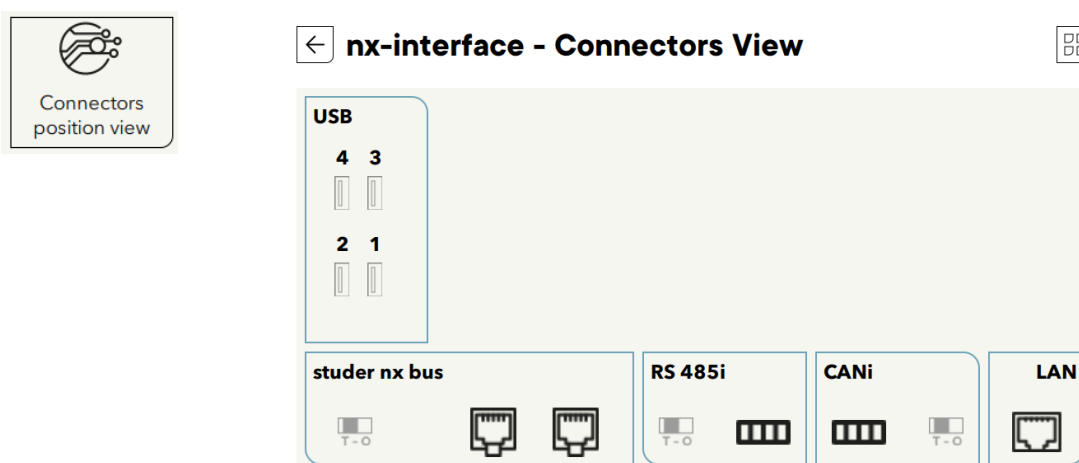 Connectors
position view
nx-interface - Connectors View
USB
4 3
2 1
studer nx bus
T - O
RS 485i
T - O
CANi
T - O
LAN